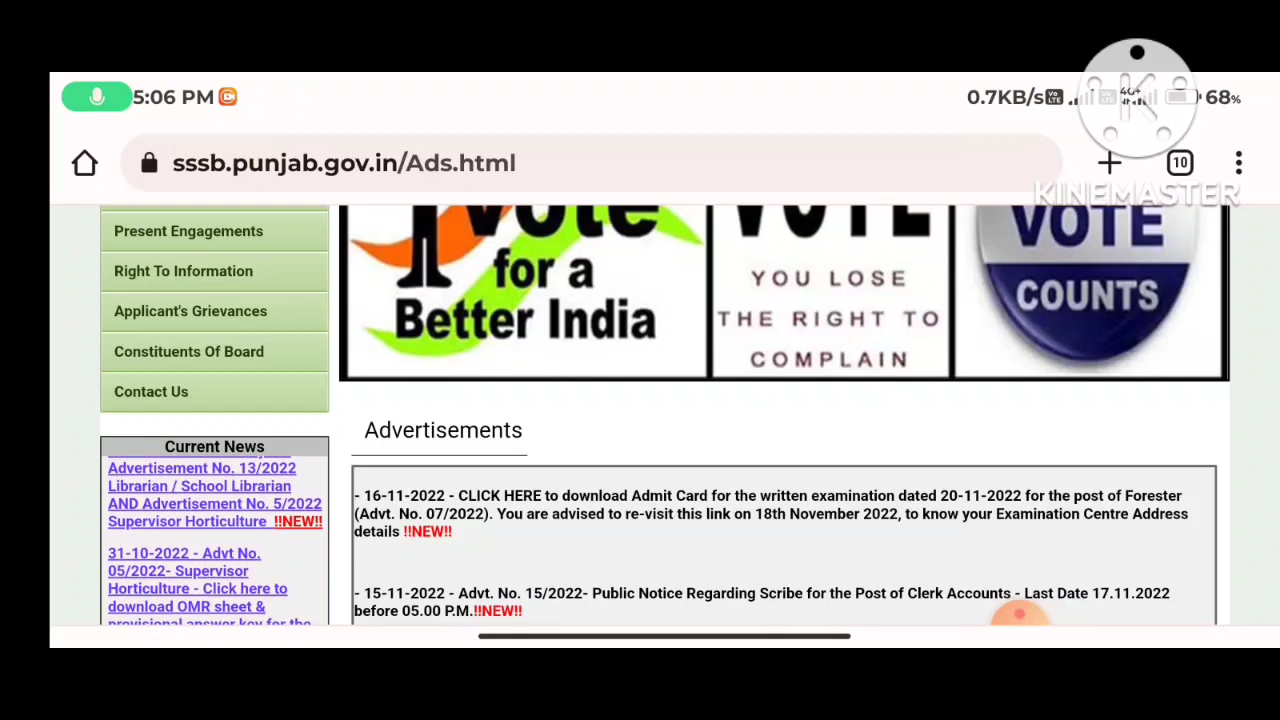 5:06 PM
0.7KB/s
68%
sssb.punjab.gov.in/Ads.html
10
KINEMASTER
Present Engagements
Right To Information
Applicant's Grievances
Constituents Of Board
Contact Us
Vote
for a
Better India
VOTE
YOU LOSE
THE RIGHT TO
COMPLAIN
VOTE
COUNTS
Current News
Advertisement No. 13/2022
Librarian / School Librarian
AND Advertisement No. 5/2022
Supervisor Horticulture !!NEW!!
31-10-2022 - Advt No.
05/2022- Supervisor
Horticulture - Click here to
download OMR sheet &
provisional answer key for the
Advertisements
- 16-11-2022 - CLICK HERE to download Admit Card for the written examination dated 20-11-2022 for the post of Forester
(Advt. No. 07/2022). You are advised to re-visit this link on 18th November 2022, to know your Examination Centre Address
details !!NEW!!
- 15-11-2022 - Advt. No. 15/2022- Public Notice Regarding Scribe for the Post of Clerk Accounts - Last Date 17.11.2022
before 05.00 P.M.!!NEW!!